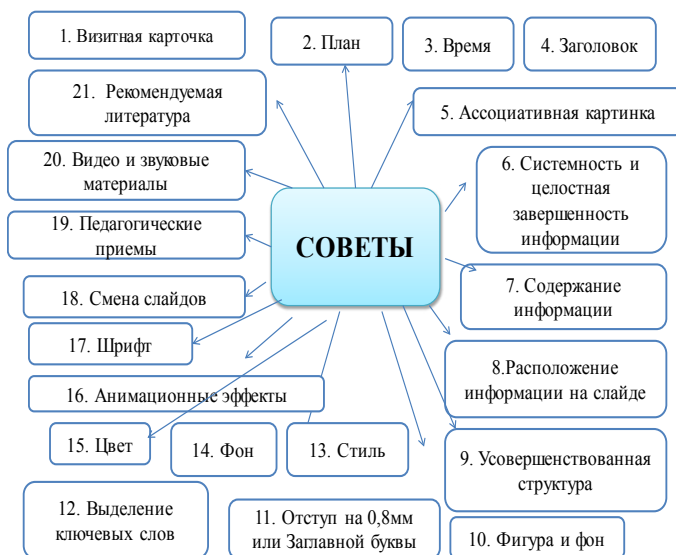 1. Визитная карточка
2. План
3. Время
4. Заголовок
5. Ассоциативная картинка
6. Системность и
целостная
завершенность
информации
7. Содержание
информации
8.Расположение
информации на слайде
9. Усовершенствованная
структура
10. Фигура и фон
11. Отступ на 0,8мм
или Заглавной буквы
12. Выделение
ключевых слов
13. Стиль
14. Фон
15. Цвет
16. Анимационные эффекты
17. Шрифт
18. Смена слайдов
19. Педагогические
приемы
20. Видео и звуковые
материалы
21. Рекомендуемая
литература
СОВЕТЫ